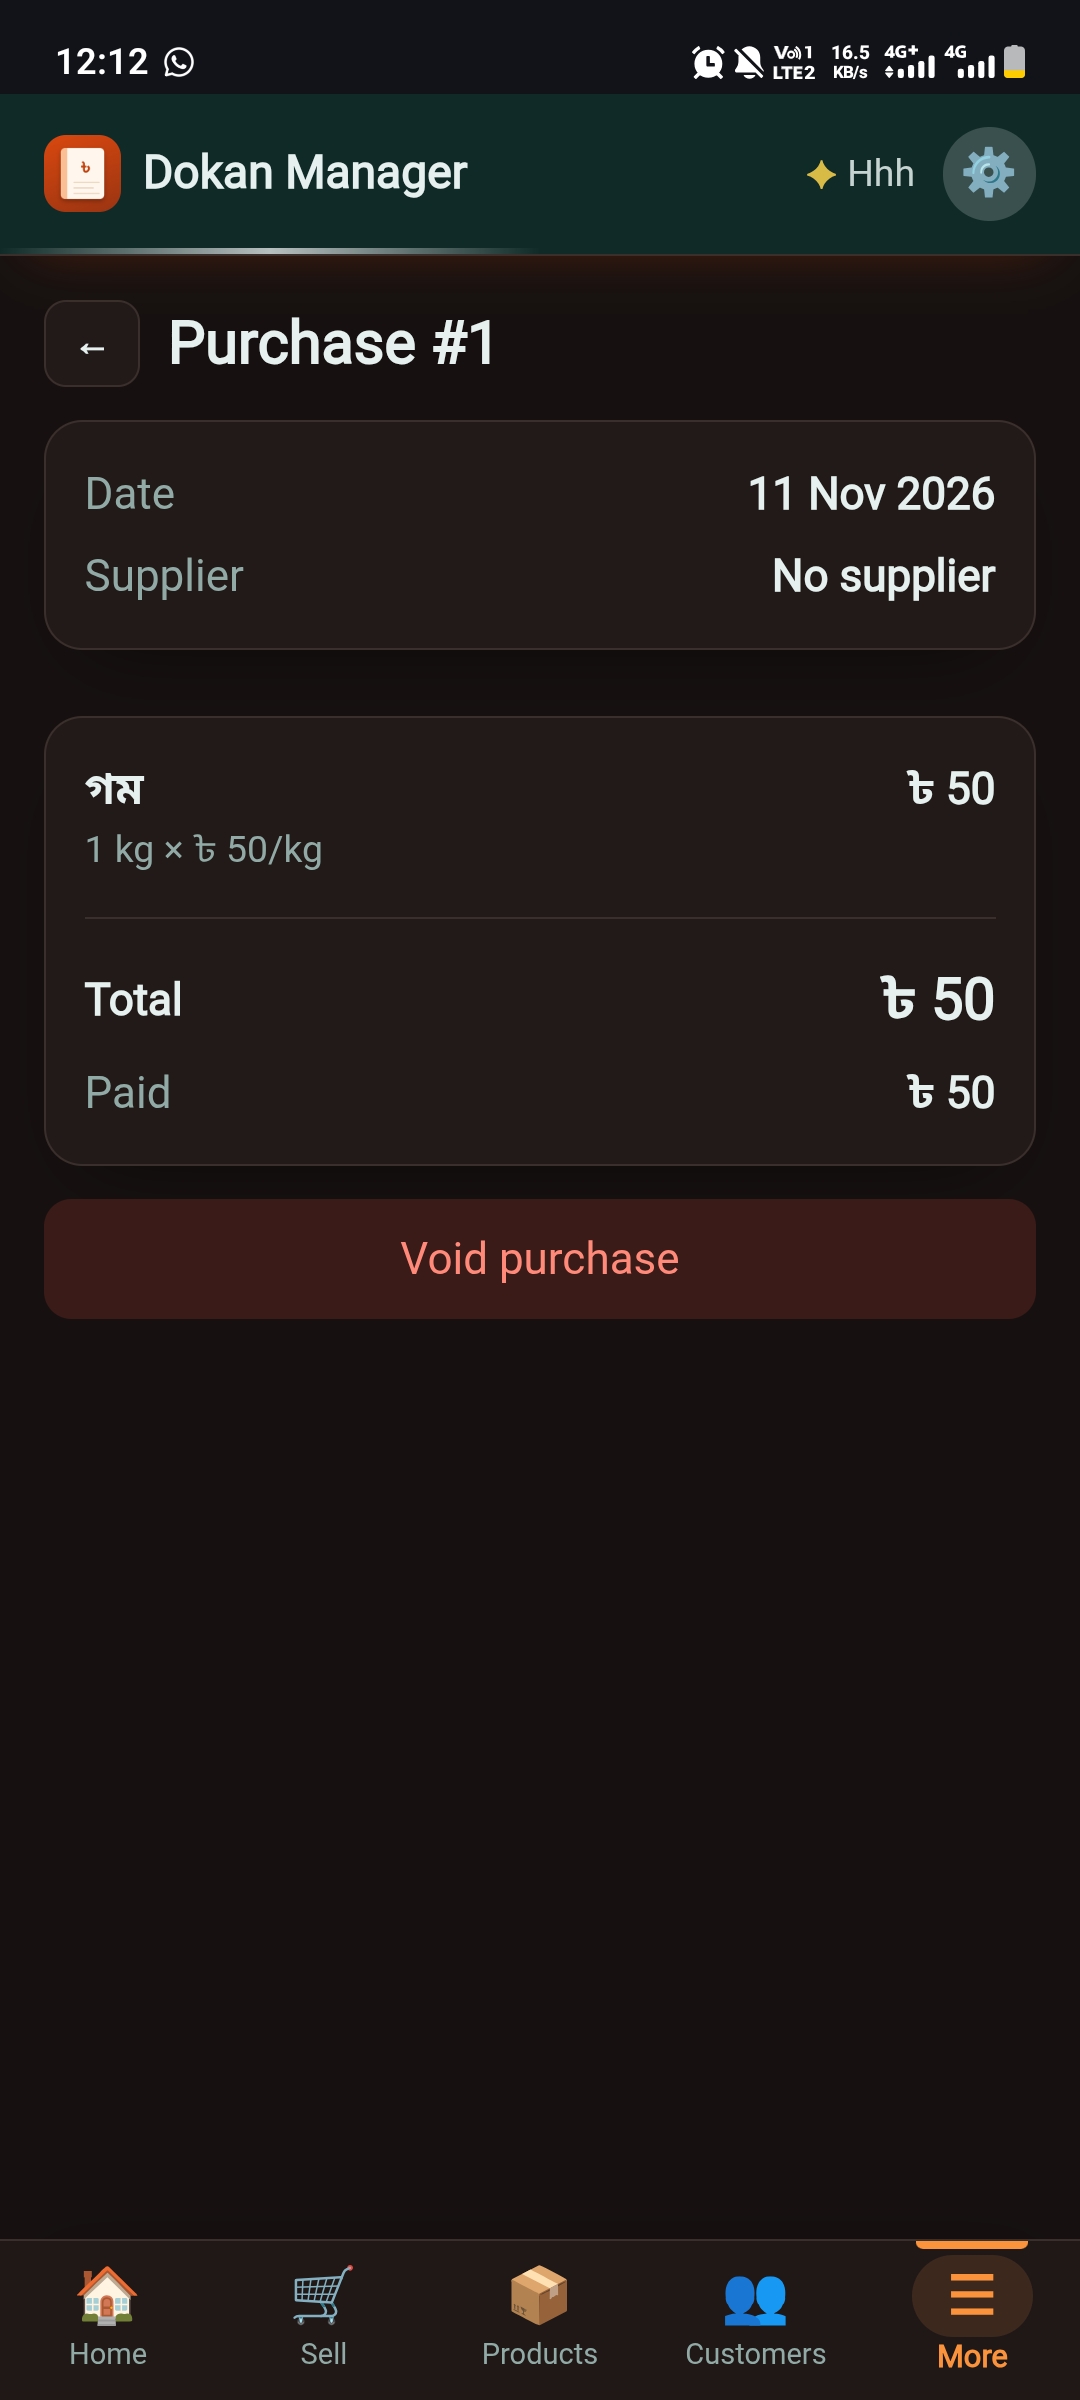 12:12
Vo 1 LTE2 16.5 KB/s 4G+ 4G
৳
Dokan Manager
Hhh
← Purchase #1
Date 11 Nov 2026
Supplier No supplier
গম ৳ 50
1 kg × ৳ 50/kg
Total ৳ 50
Paid ৳ 50
Void purchase
Home Sell Products Customers More